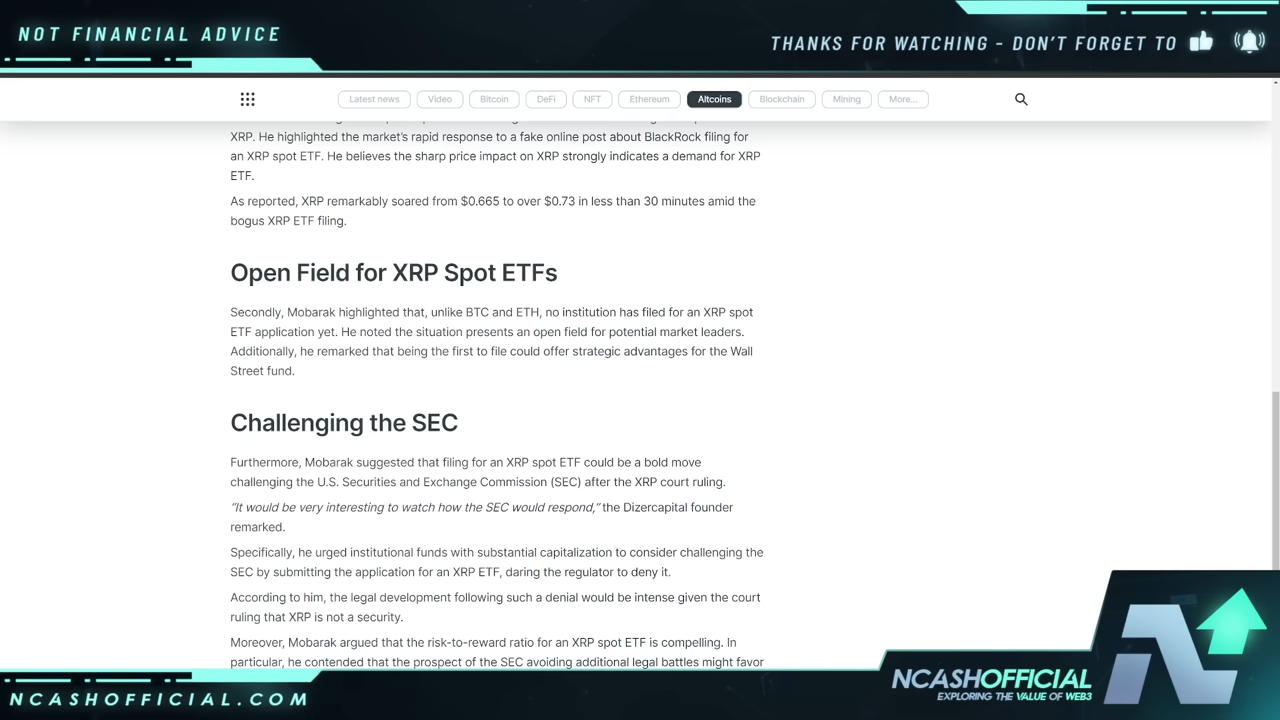 NOT FINANCIAL ADVICE
THANKS FOR WATCHING - DON'T FORGET TO
Latest news Video Bitcoin DeFi NFT Ethereum Altcoins Blockchain Mining More...
XRP. He highlighted the market's rapid response to a fake online post about BlackRock filing for
an XRP spot ETF. He believes the sharp price impact on XRP strongly indicates a demand for XRP
ETF.
As reported, XRP remarkably soared from $0.665 to over $0.73 in less than 30 minutes amid the
bogus XRP ETF filing.
Open Field for XRP Spot ETFs
Secondly, Mobarak highlighted that, unlike BTC and ETH, no institution has filed for an XRP spot
ETF application yet. He noted the situation presents an open field for potential market leaders.
Additionally, he remarked that being the first to file could offer strategic advantages for the Wall
Street fund.
Challenging the SEC
Furthermore, Mobarak suggested that filing for an XRP spot ETF could be a bold move
challenging the U.S. Securities and Exchange Commission (SEC) after the XRP court ruling.
"It would be very interesting to watch how the SEC would respond," the Dizercapital founder
remarked.
Specifically, he urged institutional funds with substantial capitalization to consider challenging the
SEC by submitting the application for an XRP ETF, daring the regulator to deny it.
According to him, the legal development following such a denial would be intense given the court
ruling that XRP is not a security.
Moreover, Mobarak argued that the risk-to-reward ratio for an XRP spot ETF is compelling. In
particular, he contended that the prospect of the SEC avoiding additional legal battles might favor
NCASHOFFICIAL.COM
NCASHOFFICIAL
EXPLORING THE VALUE OF WEB3